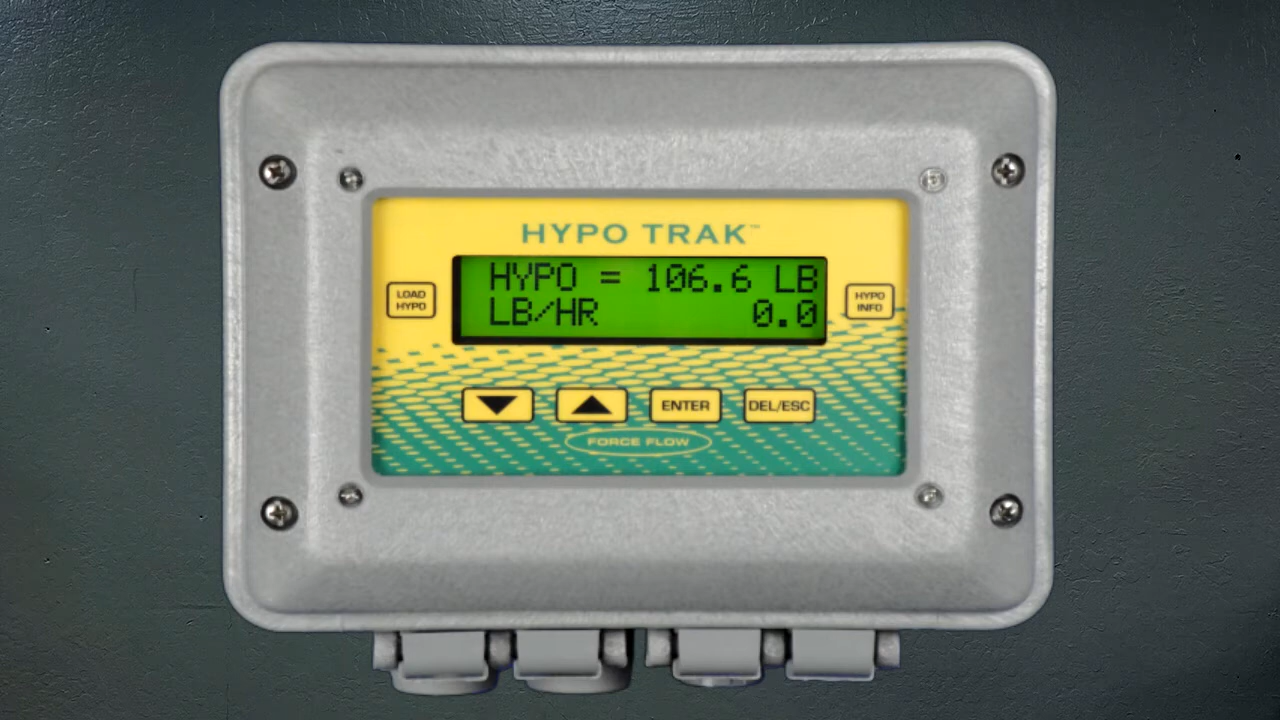 HYPO TRAK™
LOAD HYPO
HYPO = 106.6 LB
LB/HR 0.0
HYPO INFO
ENTER
DEL/ESC
FORCE FLOW